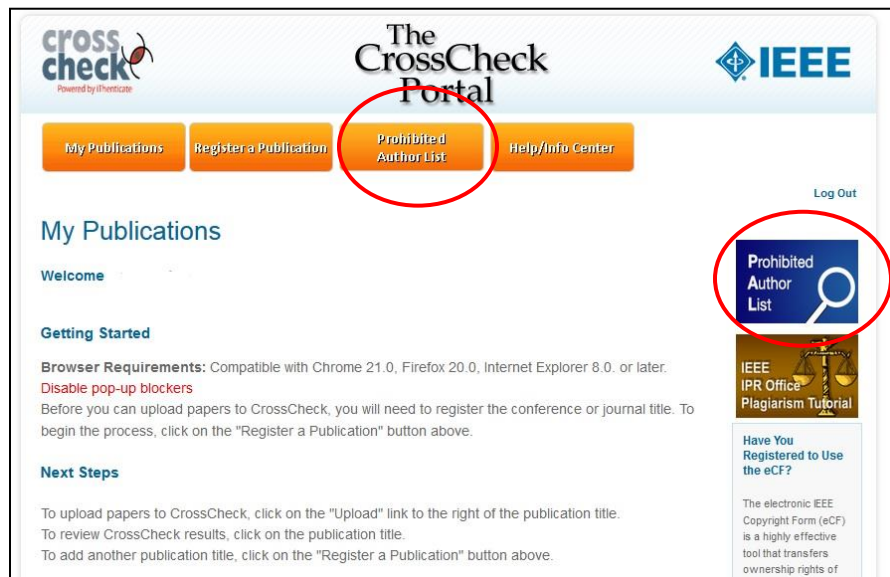 cross
check
Powered by iThenticate
The
CrossCheck
Portal
IEEE
My Publications
Register a Publication
Prohibited
Author List
Help/Info Center
Log Out
My Publications
Welcome
Getting Started
Browser Requirements: Compatible with Chrome 21.0, Firefox 20.0, Internet Explorer 8.0. or later.
Disable pop-up blockers
Before you can upload papers to CrossCheck, you will need to register the conference or journal title. To
begin the process, click on the "Register a Publication" button above.
Next Steps
To upload papers to CrossCheck, click on the "Upload" link to the right of the publication title.
To review CrossCheck results, click on the publication title.
To add another publication title, click on the "Register a Publication" button above.
Prohibited
Author
List
IEEE
IPR Office
Plagiarism Tutorial
Have You
Registered to Use
the eCF?
The electronic IEEE
Copyright Form (eCF)
is a highly effective
tool that transfers
ownership rights of